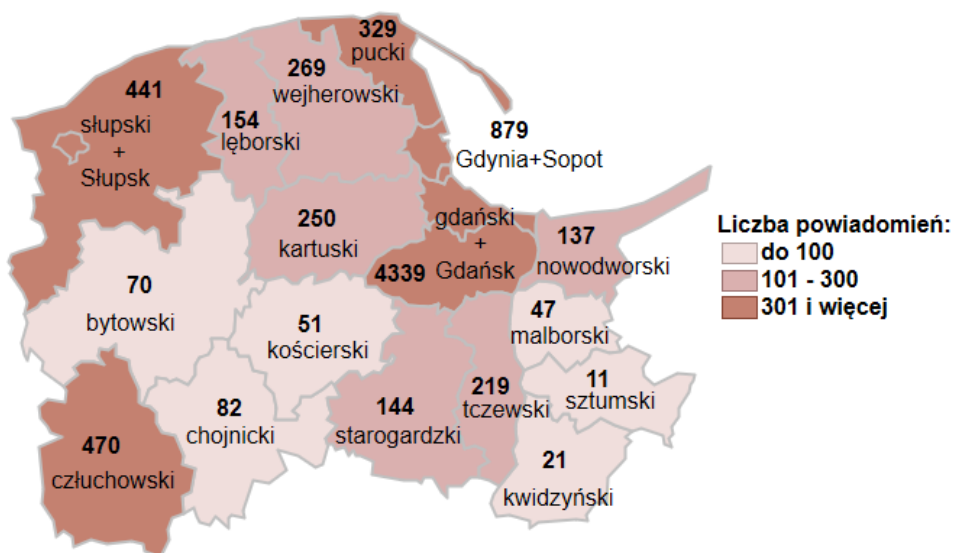 329
pucki
269
wejherowski
441
słupski
+
Słupsk
154
lęborski
879
Gdynia+Sopot
250
kartuski
gdański
+
4339 Gdańsk
137
nowodworski
Liczba powiadomień:
do 100
101 - 300
301 i więcej
70
bytowski
51
kościerski
47
malborski
11
sztumski
219
tczewski
144
starogardzki
82
chojnicki
470
człuchowski
21
kwidzyński